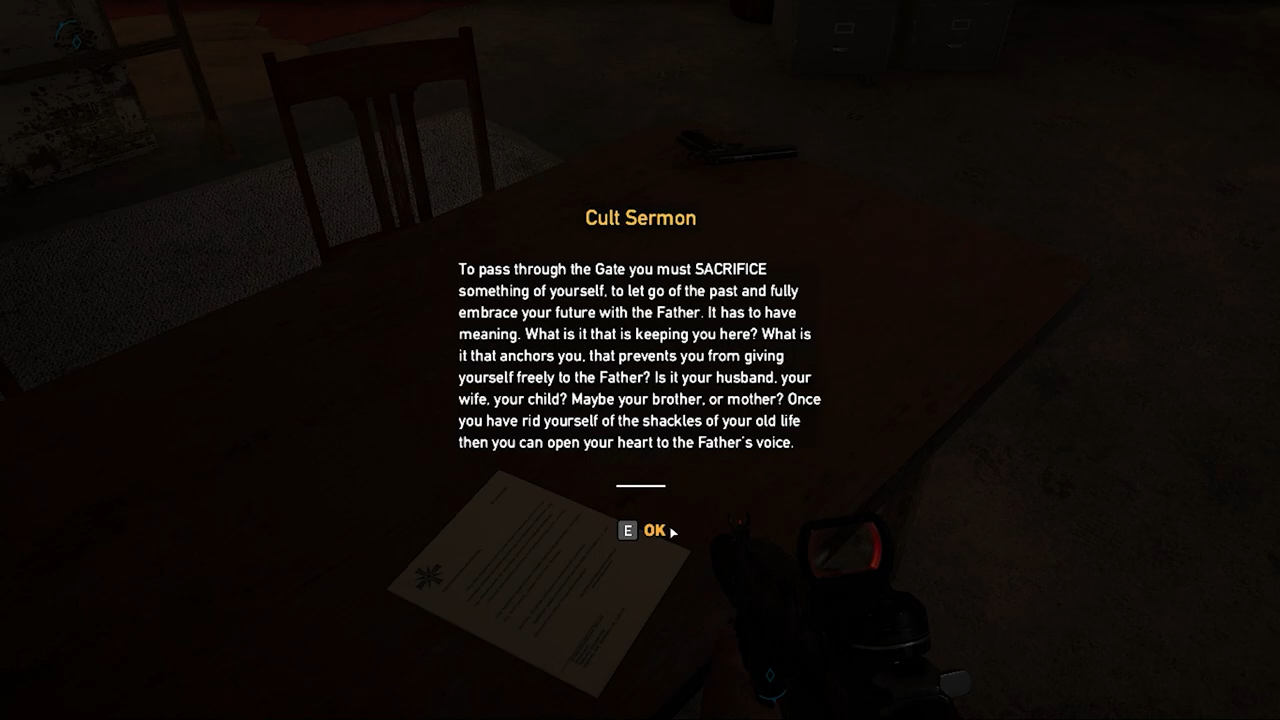 Cult Sermon
To pass through the Gate you must SACRIFICE
something of yourself, to let go of the past and fully
embrace your future with the Father. It has to have
meaning. What is it that is keeping you here? What is
it that anchors you, that prevents you from giving
yourself freely to the Father? Is it your husband, your
wife, your child? Maybe your brother, or mother? Once
you have rid yourself of the shackles of your old life
then you can open your heart to the Father's voice.
E OK